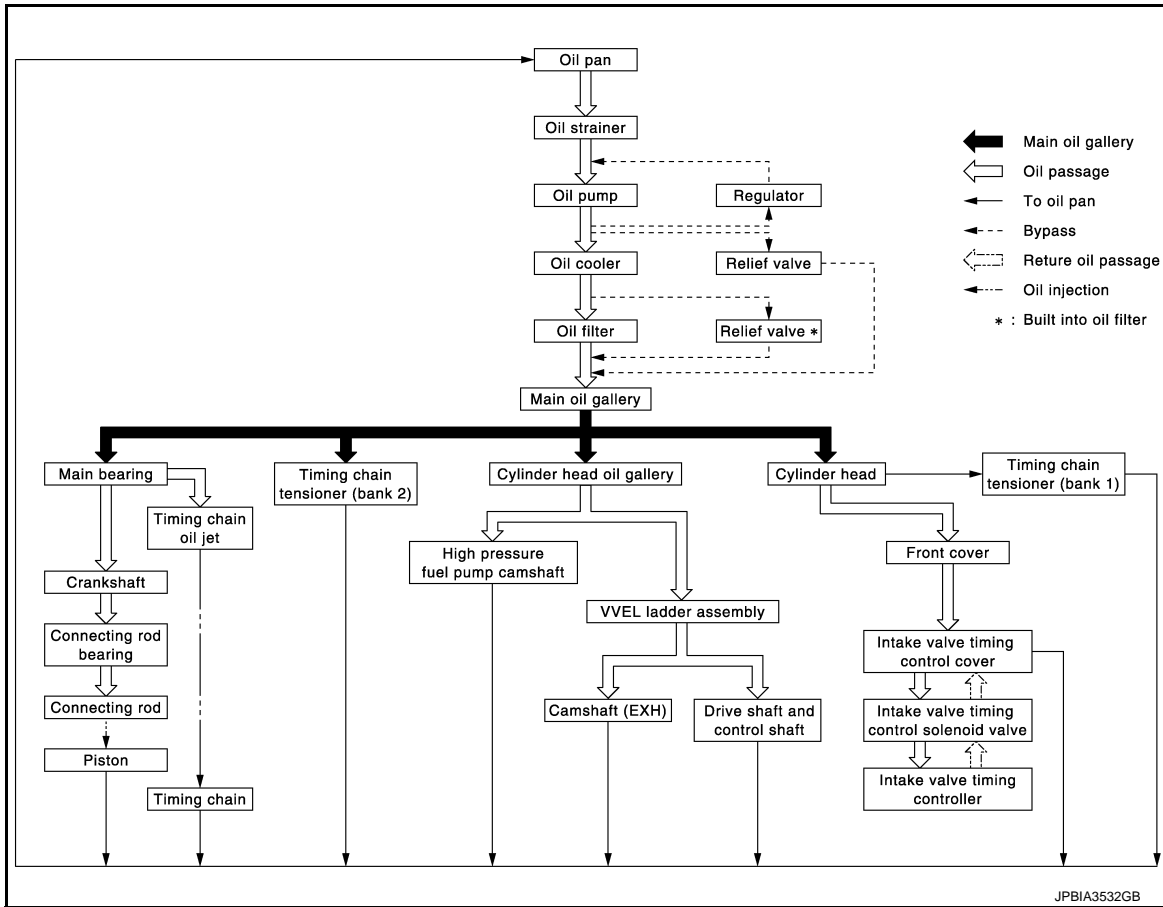 Oil pan
Oil strainer
Main oil gallery
Oil passage
Oil pump
Regulator
To oil pan
Bypass
Oil cooler
Relief valve
Reture oil passage
Oil injection
Oil filter
Relief valve *
* : Built into oil filter
Main oil gallery
Main bearing
Timing chain
tensioner (bank 2)
Cylinder head oil gallery
Cylinder head
Timing chain
tensioner (bank 1)
Timing chain
oil jet
High pressure
fuel pump camshaft
Front cover
Crankshaft
VVEL ladder assembly
Connecting rod
bearing
Intake valve timing
control cover
Connecting rod
Camshaft (EXH)
Drive shaft and
control shaft
Intake valve timing
control solenoid valve
Piston
Timing chain
Intake valve timing
controller
JPBIA3532GB